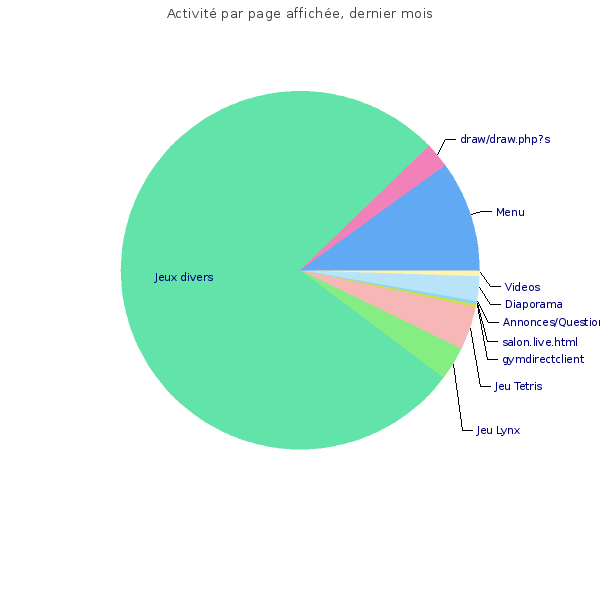 Activité par page affichée, dernier mois
draw/draw.php?s
Menu
Jeux divers
Videos
Diaporama
Annonces/Question
salon.live.html
gymdirectclient
Jeu Tetris
Jeu Lynx